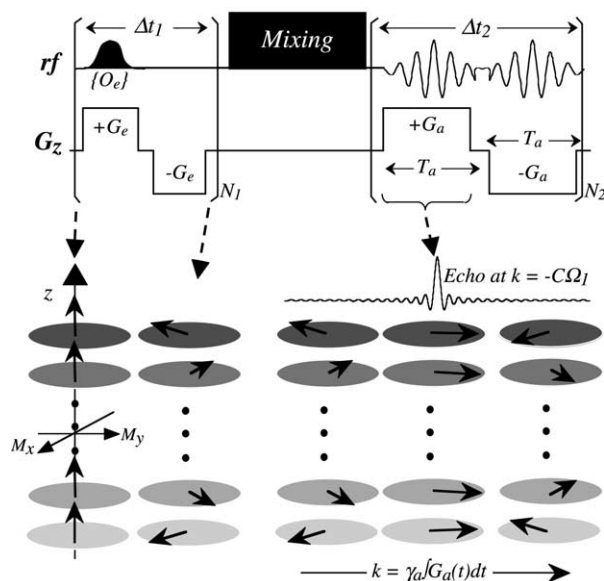 Δt₁
Mixing
Δt₂
rf
{Oₑ}
+Gₑ
+Gₐ
Tₐ
Gz
Tₐ
-Gₑ
-Gₐ
N₁
N₂
z
Echo at k = -CΩ₁
Mₓ
My
k = γₐ∫Gₐ(t)dt